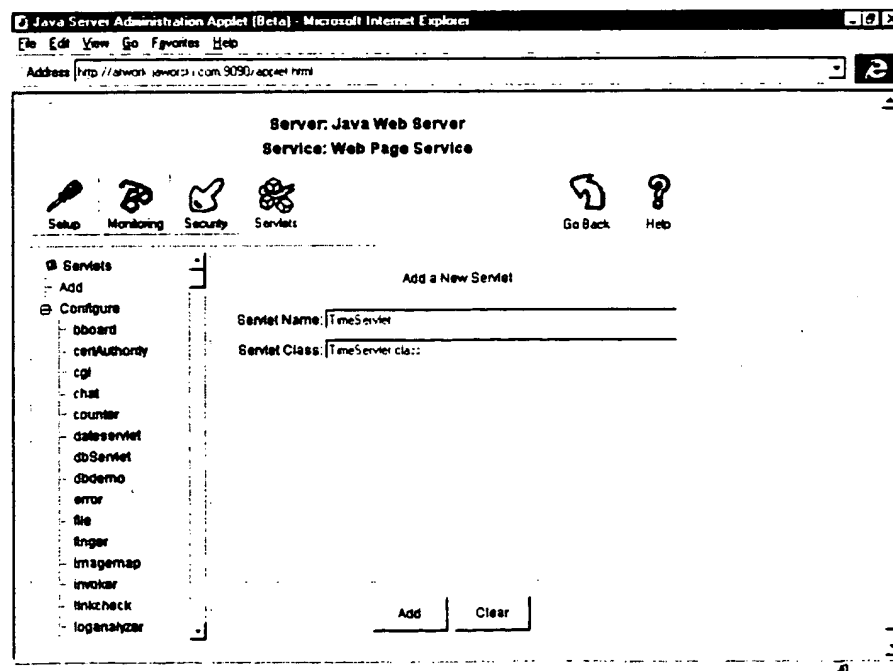 Java Server Administration Applet (Beta) - Microsoft Internet Explorer
File Edit View Go Favorites Help
Address
Server: Java Web Server
Service: Web Page Service
Setup Monitoring Security Servlets Go Back Help
Servlets
Add
Configure
bboard
certAuthority
cgi
chat
counter
dateservlet
dbServlet
dbdemo
error
file
finger
imagemap
invoker
linkcheck
loganalyzer
Add a New Servlet
Servlet Name: TimeServlet
Servlet Class: TimeServlet.class
Add Clear